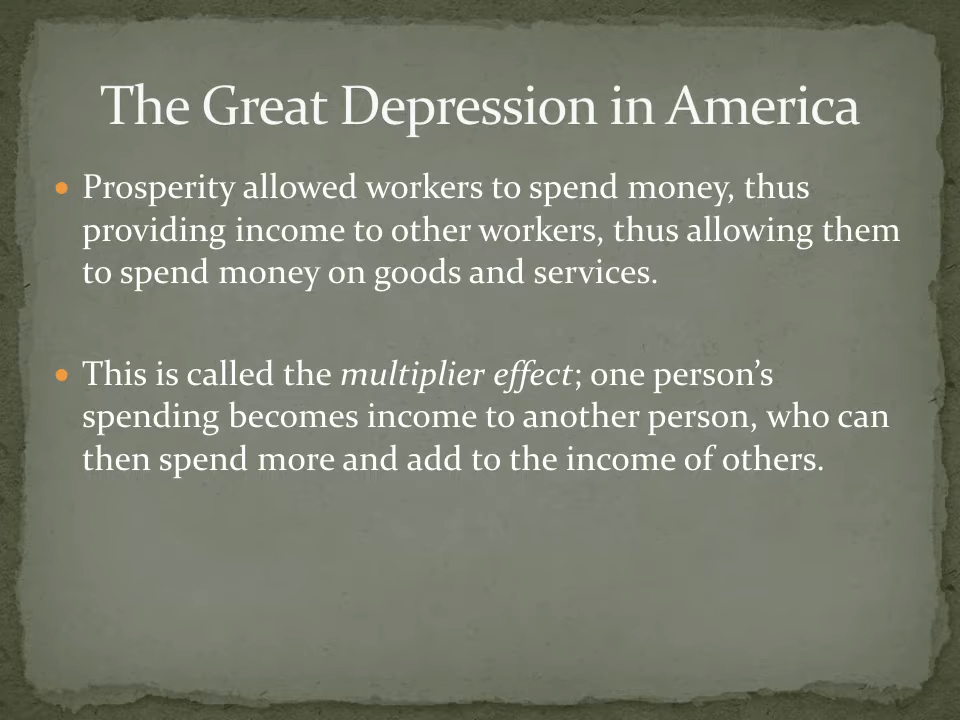 The Great Depression in America
Prosperity allowed workers to spend money, thus
providing income to other workers, thus allowing them
to spend money on goods and services.
This is called the multiplier effect; one person’s
spending becomes income to another person, who can
then spend more and add to the income of others.